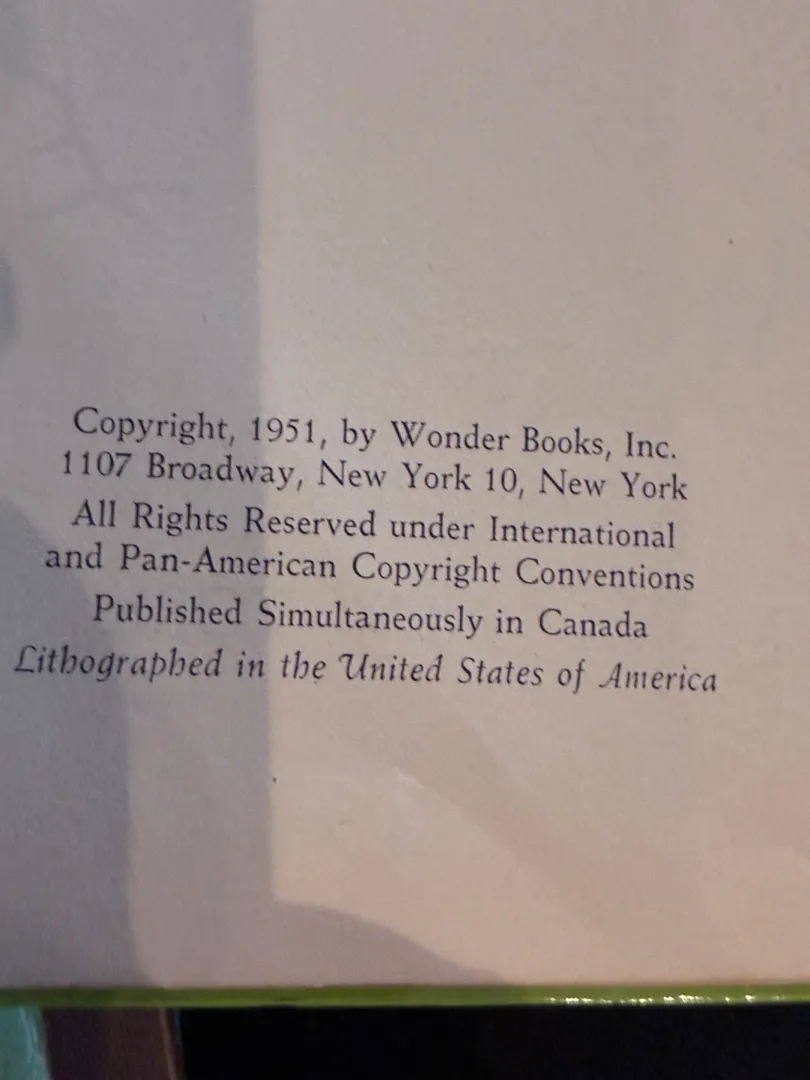 Copyright, 1951, by Wonder Books, Inc.
1107 Broadway, New York 10, New York
All Rights Reserved under International
and Pan-American Copyright Conventions
Published Simultaneously in Canada
Lithographed in the United States of America